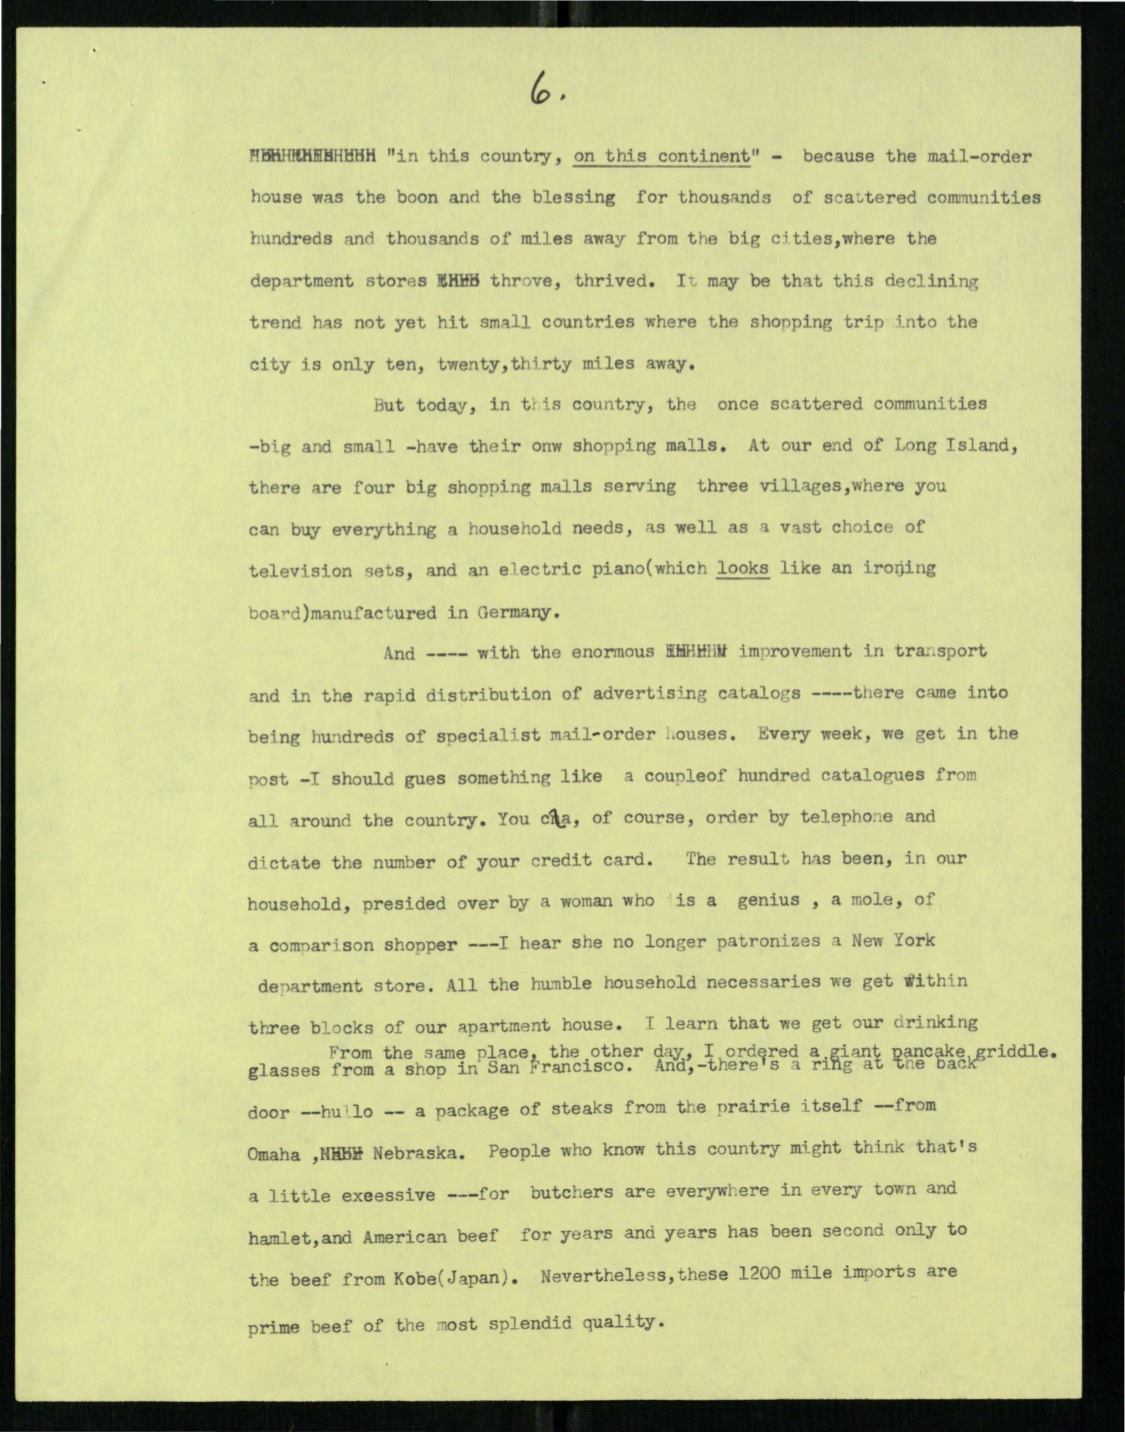 6.
"in this country, on this continent" - because the mail-order
house was the boon and the blessing for thousands of scattered communities
hundreds and thousands of miles away from the big cities,where the
department stores throve, thrived. It may be that this declining
trend has not yet hit small countries where the shopping trip into the
city is only ten, twenty,thirty miles away.
But today, in this country, the once scattered communities
-big and small -have their onw shopping malls. At our end of Long Island,
there are four big shopping malls serving three villages,where you
can buy everything a household needs, as well as a vast choice of
television sets, and an electric piano(which looks like an ironing
board)manufactured in Germany.
And ---- with the enormous improvement in transport
and in the rapid distribution of advertising catalogs ----there came into
being hundreds of specialist mail-order houses. Every week, we get in the
post -I should gues something like a coupleof hundred catalogues from
all around the country. You , of course, order by telephone and
dictate the number of your credit card. The result has been, in our
household, presided over by a woman who is a genius , a mole, of
a comparison shopper ---I hear she no longer patronizes a New York
department store. All the humble household necessaries we get within
three blocks of our apartment house. I learn that we get our drinking
From the same place, the other day, I ordered a giant pancake griddle.
glasses from a shop in San Francisco. And,-there's a ring at the back
door --hullo -- a package of steaks from the prairie itself --from
Omaha , Nebraska. People who know this country might think that's
a little exeessive ---for butchers are everywhere in every town and
hamlet,and American beef for years and years has been second only to
the beef from Kobe(Japan). Nevertheless,these 1200 mile imports are
prime beef of the most splendid quality.